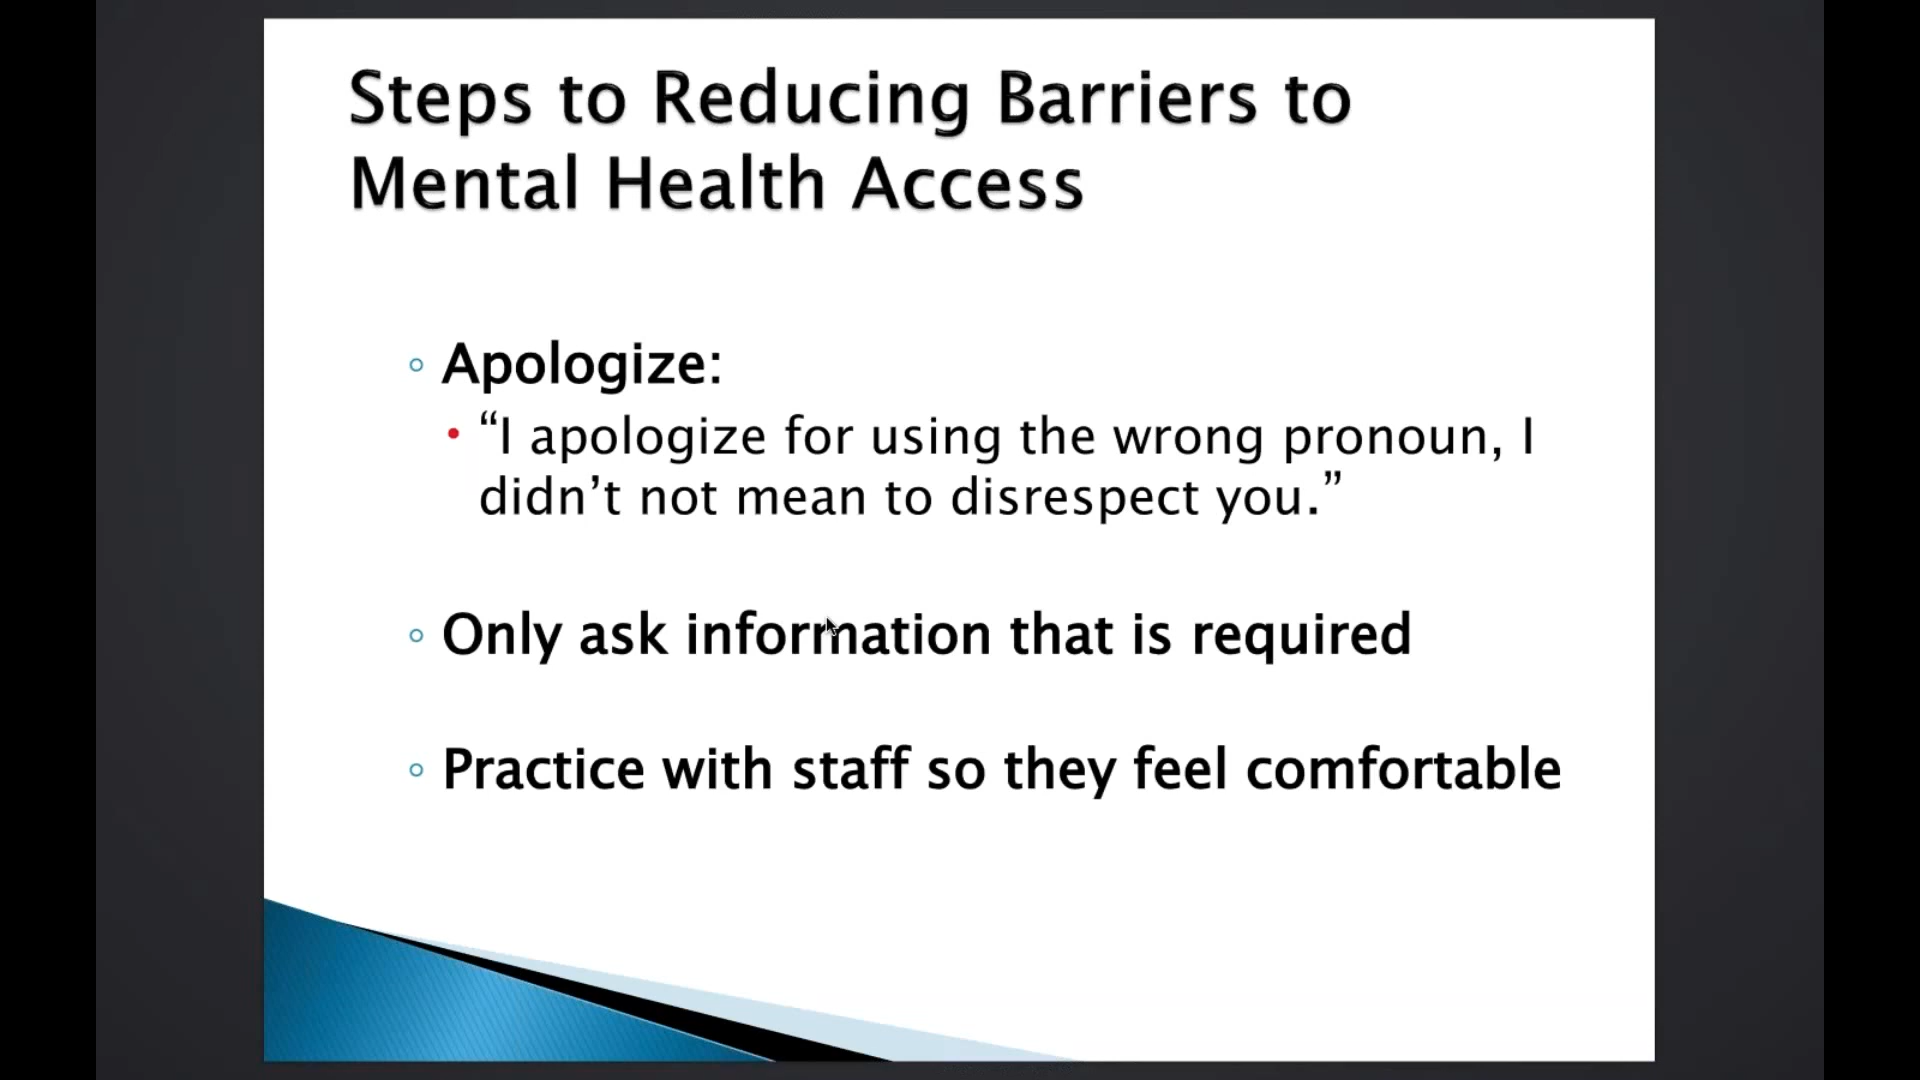 Steps to Reducing Barriers to
Mental Health Access
Apologize:
“I apologize for using the wrong pronoun, I
didn’t not mean to disrespect you.”
Only ask information that is required
Practice with staff so they feel comfortable